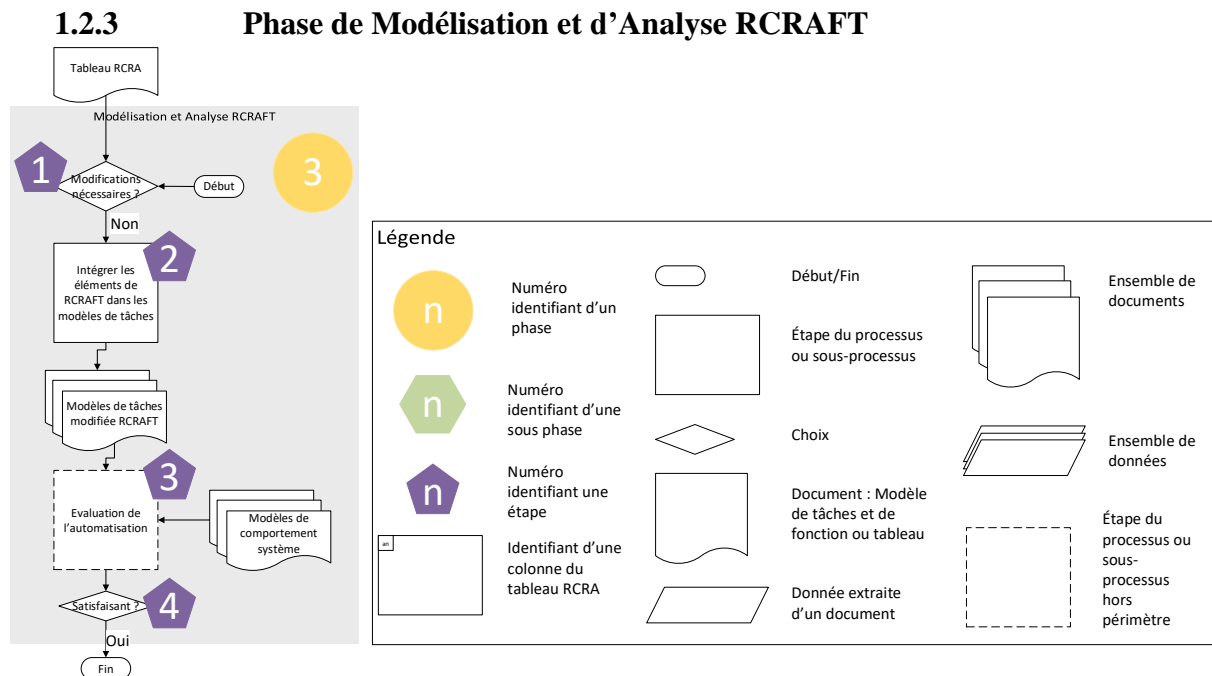 1.2.3 Phase de Modélisation et d’Analyse RCRAFT
Tableau RCRA
Modélisation et Analyse RCRAFT
1
Modifications
nécessaires ?
Début
3
Non
2
Intégrer les
éléments de
RCRAFT dans les
modèles de tâches
Modèles de tâches
modifiée RCRAFT
3
Evaluation de
l’automatisation
Modèles de
comportement
système
Satisfaisant ?
4
Oui
Fin
Légende
n
Numéro
identifiant d’un
phase
n
Numéro
identifiant d’une
sous phase
n
Numéro
identifiant une
étape
an
Identifiant d’une
colonne du
tableau RCRA
Début/Fin
Étape du processus
ou sous-processus
Choix
Document : Modèle
de tâches et de
fonction ou tableau
Donnée extraite
d’un document
Ensemble de
documents
Ensemble de
données
Étape du
processus ou
sous-
processus
hors
périmètre